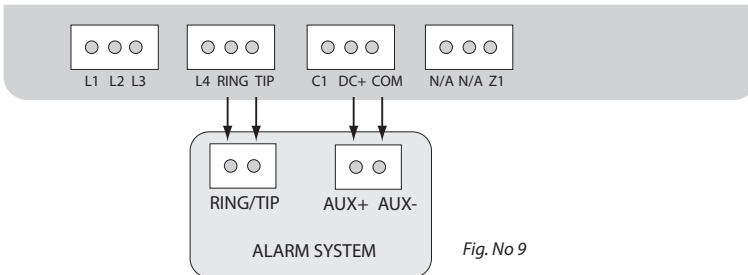 L1 L2 L3 L4 RING TIP C1 DC+ COM N/A N/A Z1
RING/TIP AUX+ AUX-
ALARM SYSTEM Fig. No 9